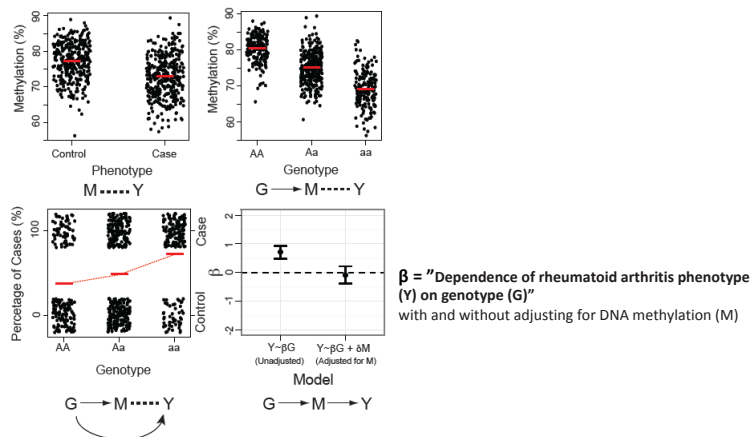 Methylation (%)
90
80
70
60
Control
Case
Phenotype
M Y
Methylation (%)
90
80
70
60
AA
Aa
aa
Genotype
G M Y
Percetage of Cases (%)
100
0
Case
Control
AA
Aa
aa
Genotype
G M Y
β
2
1
0
-1
-2
Y~βG
(Unadjusted)
Y~βG + δM
(Adjusted for M)
Model
G M Y
β = ”Dependence of rheumatoid arthritis phenotype
(Y) on genotype (G)”
with and without adjusting for DNA methylation (M)